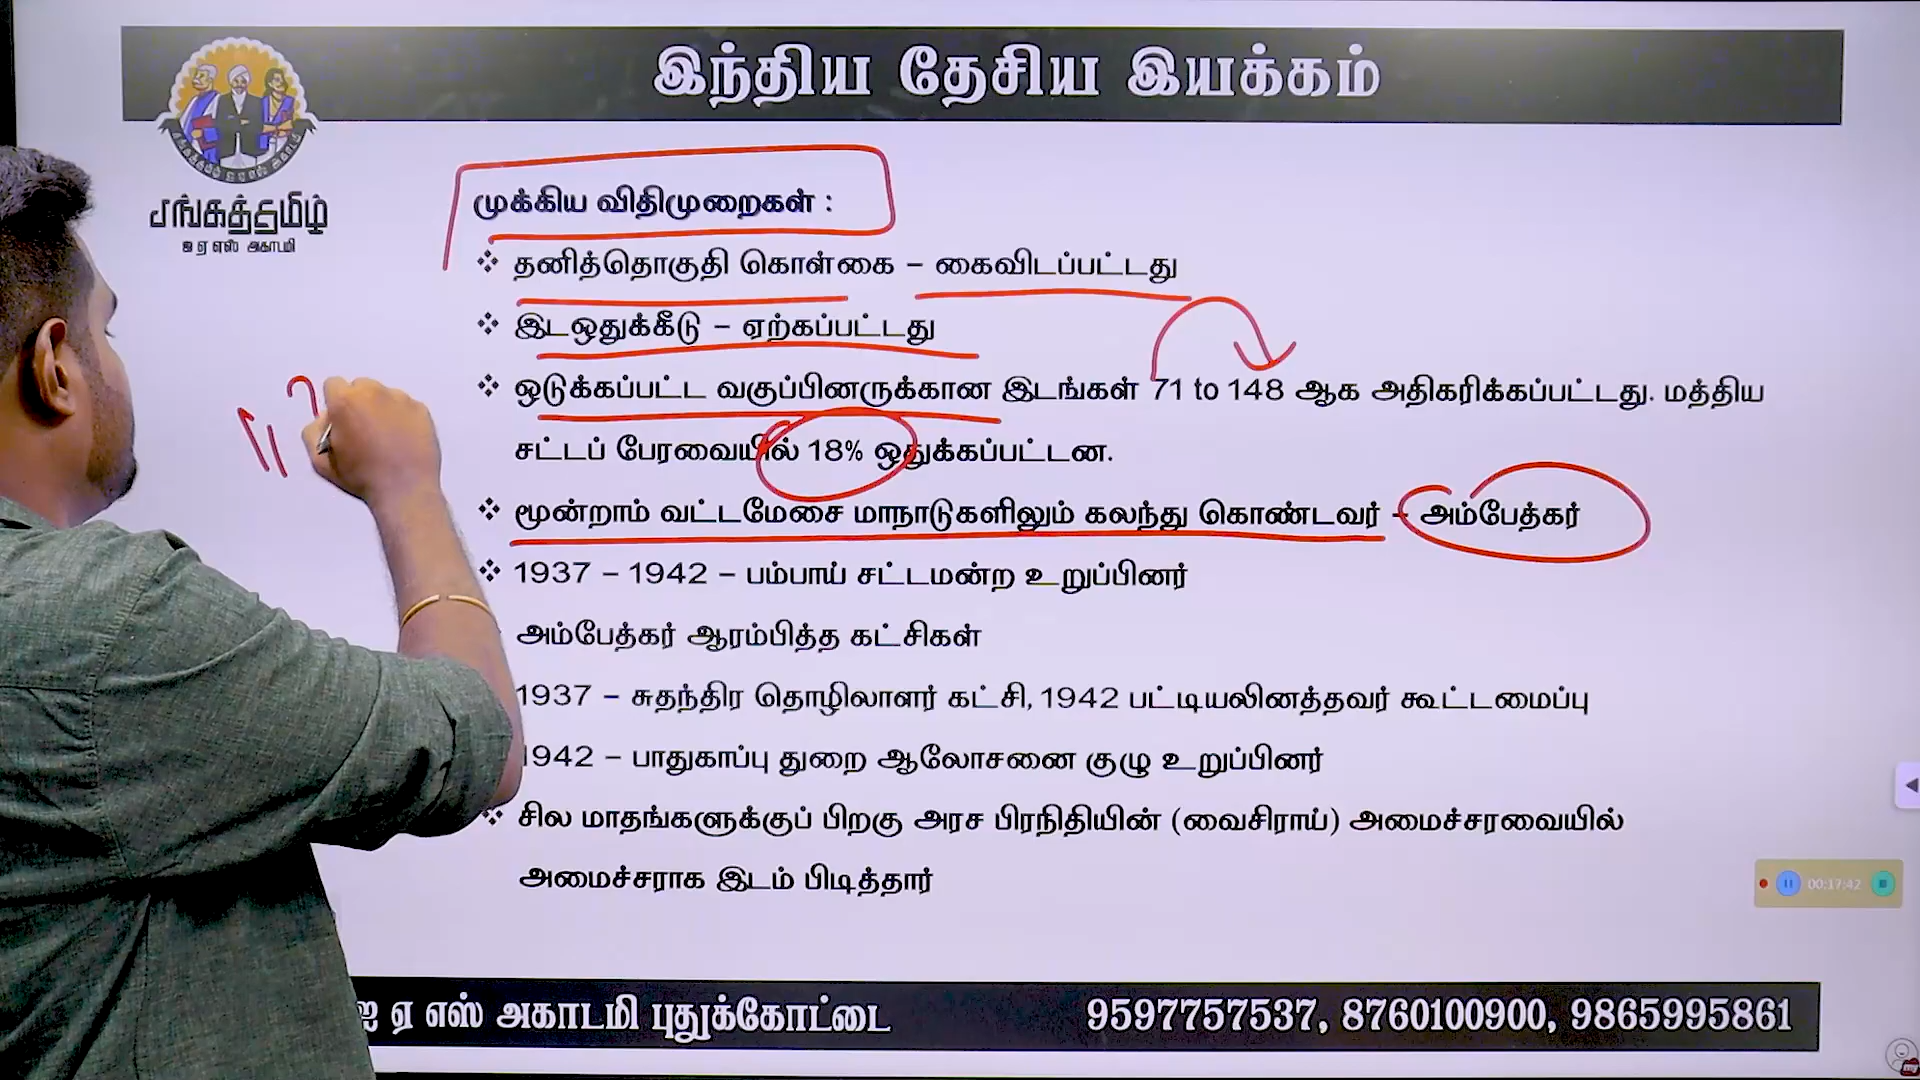 இந்திய தேசிய இயக்கம்
சங்கத்தமிழ்
ஐ ஏ எஸ் அகாடமி
முக்கிய விதிமுறைகள் :
❖ தனித்தொகுதி கொள்கை – கைவிடப்பட்டது
❖ இடஒதுக்கீடு – ஏற்கப்பட்டது
❖ ஒடுக்கப்பட்ட வகுப்பினருக்கான இடங்கள் 71 to 148 ஆக அதிகரிக்கப்பட்டது. மத்திய
சட்டப் பேரவையில் 18% ஒதுக்கப்பட்டன.
❖ மூன்றாம் வட்டமேசை மாநாடுகளிலும் கலந்து கொண்டவர் – அம்பேத்கர்
❖ 1937 – 1942 – பம்பாய் சட்டமன்ற உறுப்பினர்
அம்பேத்கர் ஆரம்பித்த கட்சிகள்
1937 – சுதந்திர தொழிலாளர் கட்சி, 1942 பட்டியலினத்தவர் கூட்டமைப்பு
1942 – பாதுகாப்பு துறை ஆலோசனை குழு உறுப்பினர்
❖ சில மாதங்களுக்குப் பிறகு அரச பிரநிதியின் (வைசிராய்) அமைச்சரவையில்
அமைச்சராக இடம் பிடித்தார்
00:17:42
ஐ ஏ எஸ் அகாடமி புதுக்கோட்டை 9597757537, 8760100900, 9865995861